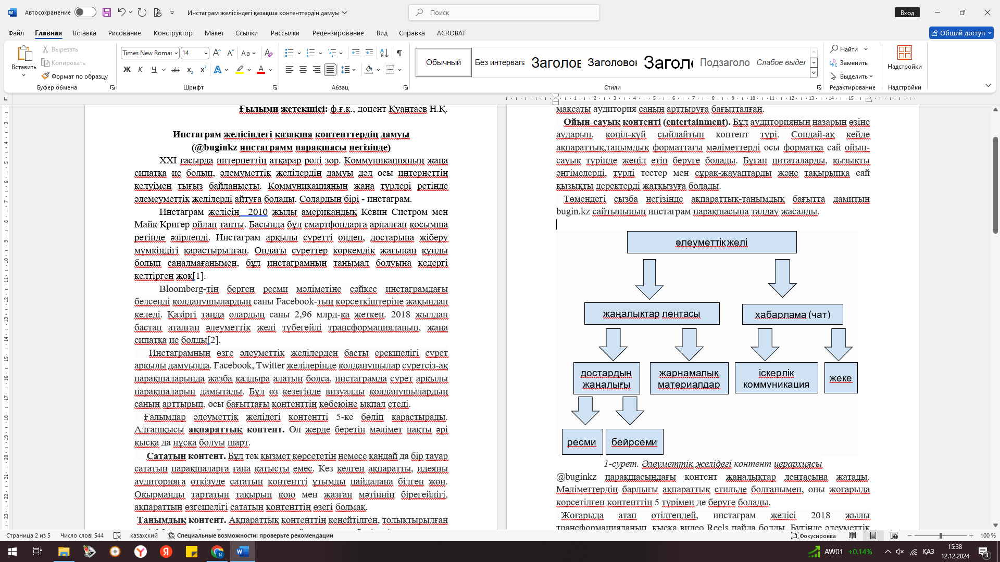 Автосохранение
Инстаграм желісіндегі қазақша контенттердің дамуы
Поиск
Вход
Файл Главная Вставка Рисование Конструктор Макет Ссылки Рассылки Рецензирование Вид Справка ACROBAT
Общий доступ
Вставить
Вырезать
Копировать
Формат по образцу
Буфер обмена
Times New Roman 14
Шрифт
Абзац
Обычный
Без интервала
Заголов
Заголовок
Заголо
Подзаголо
Слабое выдел
Стили
Найти
Заменить
Выделить
Редактирование
Надстройки
Надстройки
Ғылыми жетекшісі: ф.ғ.к., доцент Қуантаев Н.Қ.
Инстаграм желісіндегі қазақша контенттердің дамуы
(@buginkz инстаграмм парақшасы негізінде)
XXI ғасырда интернеттің атқарар рөлі зор. Коммуникацияның жаңа
сипатқа ие болып, әлемуметтік желілердің дамуы дәл осы интернеттің
келуімен тығыз байланысты. Коммуникацияның жаңа түрлері ретінде
әлемеуметтік желілерді айтуға болады. Солардың бірі - инстаграм.
Инстаграм желісін 2010 жылы американдық Кевин Систром мен
Майк Кригер ойлап тапты. Басында бұл смартфондарға арналған қосымша
ретінде әзірленді. Инстаграм арқылы суретті өңдеп, достарына жіберу
мүмкіндігі қарастырылған. Ондағы суреттер көркемдік жағынан құнды
болып саналмағанымен, бұл инстаграмның танымал болуына кедергі
келтірген жоқ[1].
Bloomberg-тің берген ресми мәліметіне сәйкес инстаграмдағы
белсенді қолданушылардың саны Facebook-тың көрсеткіштеріне жақындап
келеді. Қазіргі таңда олардың саны 2,96 млрд-қа жеткен. 2018 жылдан
бастап аталған әлеуметтік желі түбегейлі трансформацияланып, жаңа
сипатқа ие болды[2].
Инстаграмның өзге әлеуметтік желілерден басты ерекшелігі сурет
арқылы дамуында. Facebook, Twitter желілерінде қолданушылар суретсіз-ақ
парақшаларында жазба қалдыра алатын болса, инстаграмда сурет арқылы
парақшаларын дамытады. Бұл өз кезегінде визуалды қолданушылардың
санын арттырып, осы бағыттағы контенттің көбеюіне ықпал етеді.
Ғалымдар әлеуметтік желідегі контентті 5-ке бөліп қарастырады.
Алғашқысы ақпараттық контент. Ол жерде беретін мәлімет нақты әрі
қысқа да нұсқа болуы шарт.
Сататын контент. Бұл тек қызмет көрсететін немесе қандай да бір тауар
сататын парақшаларға ғана қатысты емес. Кез келген ақпаратты, идеяны
аудиторияға өткізуде сататын контентті ұтымды пайдалана білген жөн.
Оқырманды тартатын тақырып қою мен жазған мәтіннің бірегейлігі,
ақпараттың өзгешелігі сататын контенттің өзегі болмақ.
Танымдық контент. Ақпараттық контенттің кеңейтілген, толықтырылған
мақсаты аудитория санын арттыруға бағытталған.
Ойын-сауық контенті (entertainment). Бұл аудиторияның назарын өзіне
аударып, көңіл-күй сыйлайтын контент түрі. Сондай-ақ кейде
ақпараттық,танымдық форматтағы мәліметтерді осы форматқа сай ойын-
сауық түрінде жеңіл етіп беруге болады. Бұған цитаталарды, қызықты
әңгімелерді, түрлі тестер мен сұрақ-жауаптарды және тақырыпқа сай
қызықты деректерді жатқызуға болады.
Төмендегі сызба негізінде ақпараттық-танымдық бағытта дамитын
bugin.kz сайтынының инстаграм парақшасына талдау жасалды.
әлеуметтік желі
жаңалықтар лентасы
хабарлама (чат)
достардың
жаңалығы
жарнамалық
материалдар
іскерлік
коммуникация
жеке
ресми
бейрсеми
1-сурет. Әлеуметтік желідегі контент иерархиясы
@buginkz парақшасындағы контент жаңалықтар лентасына жатады.
Мәліметтердің барлығы ақпараттық стильде болғанымен, оны жоғарыда
көрсетілген контенттің 5 түрімен де беруге болады.
Жоғарыда атап өтілгендей, инстаграм желісі 2018 жылы
трансформацияланып, қысқа видео Reels пайда болды. Бүгінде әлеуметтік
Страница 2 из 5 Число слов: 544 казахский Специальные возможности: проверьте рекомендации
Фокусировка
100 %
AW01 +0.14%
ҚАЗ
15:38
12.12.2024
3